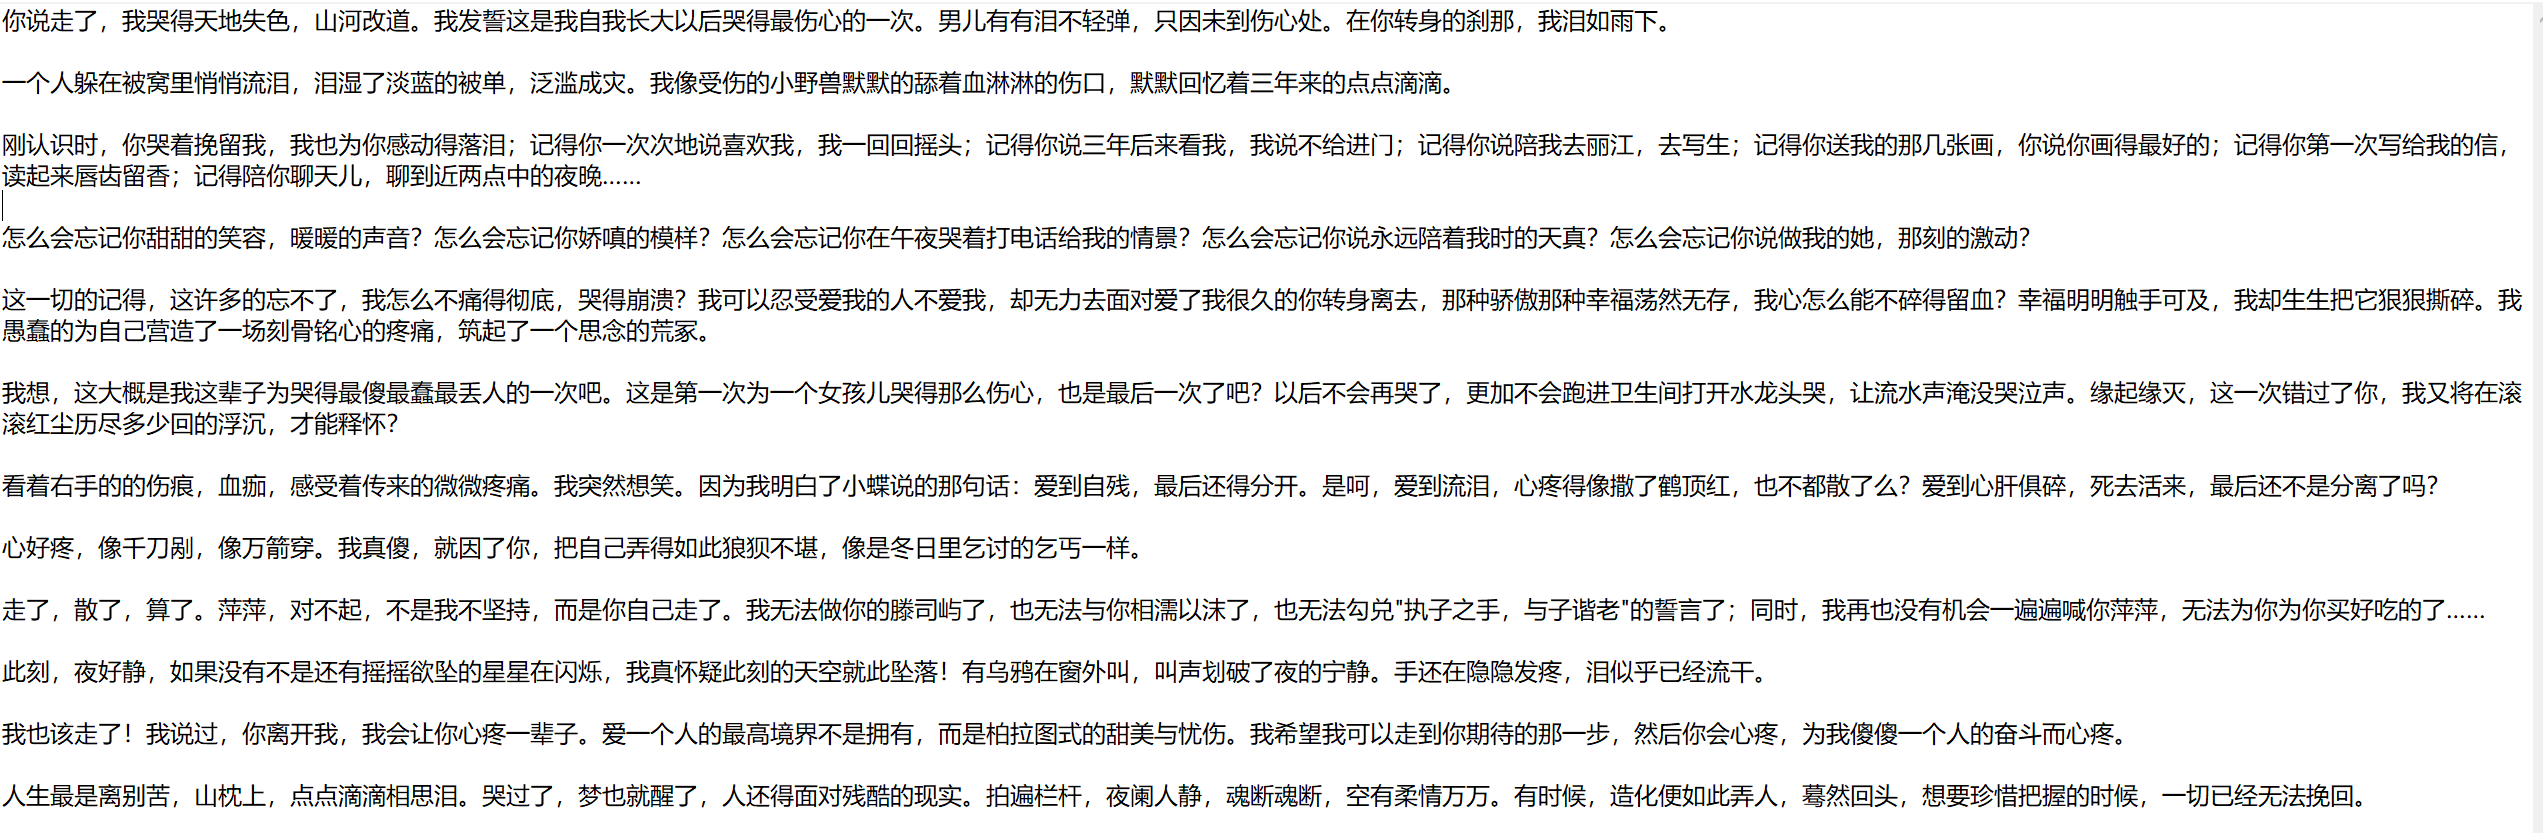 你说走了，我哭得天地失色，山河改道。我发誓这是我自我长大以后哭得最伤心的一次。男儿有有泪不轻弹，只因未到伤心处。在你转身的刹那，我泪如雨下。
一个人躲在被窝里悄悄流泪，泪湿了淡蓝的被单，泛滥成灾。我像受伤的小野兽默默的舔着血淋淋的伤口，默默回忆着三年来的点点滴滴。
刚认识时，你哭着挽留我，我也为你感动得落泪；记得你一次次地说喜欢我，我一回回摇头；记得你说三年后来看我，我说不给进门；记得你说陪我去丽江，去写生；记得你送我的那几张画，你说你画得最好的；记得你第一次写给我的信，
读起来唇齿留香；记得陪你聊天儿，聊到近两点中的夜晚......
怎么会忘记你甜甜的笑容，暖暖的声音？怎么会忘记你娇嗔的模样？怎么会忘记你在午夜哭着打电话给我的情景？怎么会忘记你说永远陪着我时的天真？怎么会忘记你说做我的她，那刻的激动？
这一切的记得，这许多的忘不了，我怎么不痛得彻底，哭得崩溃？我可以忍受爱我的人不爱我，却无力去面对爱了我很久的你转身离去，那种骄傲那种幸福荡然无存，我心怎么能不碎得留血？幸福明明触手可及，我却生生把它狠狠撕碎。我
愚蠢的为自己营造了一场刻骨铭心的疼痛，筑起了一个思念的荒冢。
我想，这大概是我这辈子为哭得最傻最蠢最丢人的一次吧。这是第一次为一个女孩儿哭得那么伤心，也是最后一次了吧？以后不会再哭了，更加不会跑进卫生间打开水龙头哭，让流水声淹没哭泣声。缘起缘灭，这一次错过了你，我又将在滚
滚红尘历尽多少回的浮沉，才能释怀？
看着右手的的伤痕，血痂，感受着传来的微微疼痛。我突然想笑。因为我明白了小蝶说的那句话：爱到自残，最后还得分开。是呵，爱到流泪，心疼得像撒了鹤顶红，也不都散了么？爱到心肝俱碎，死去活来，最后还不是分离了吗？
心好疼，像千刀剐，像万箭穿。我真傻，就因了你，把自己弄得如此狼狈不堪，像是冬日里乞讨的乞丐一样。
走了，散了，算了。萍萍，对不起，不是我不坚持，而是你自己走了。我无法做你的滕司屿了，也无法与你相濡以沫了，也无法勾兑"执子之手，与子谐老"的誓言了；同时，我再也没有机会一遍遍喊你萍萍，无法为你为你买好吃的了......
此刻，夜好静，如果没有不是还有摇摇欲坠的星星在闪烁，我真怀疑此刻的天空就此坠落！有乌鸦在窗外叫，叫声划破了夜的宁静。手还在隐隐发疼，泪似乎已经流干。
我也该走了！我说过，你离开我，我会让你心疼一辈子。爱一个人的最高境界不是拥有，而是柏拉图式的甜美与忧伤。我希望我可以走到你期待的那一步，然后你会心疼，为我傻傻一个人的奋斗而心疼。
人生最是离别苦，山枕上，点点滴滴相思泪。哭过了，梦也就醒了，人还得面对残酷的现实。拍遍栏杆，夜阑人静，魂断魂断，空有柔情万万。有时候，造化便如此弄人，蓦然回头，想要珍惜把握的时候，一切已经无法挽回。